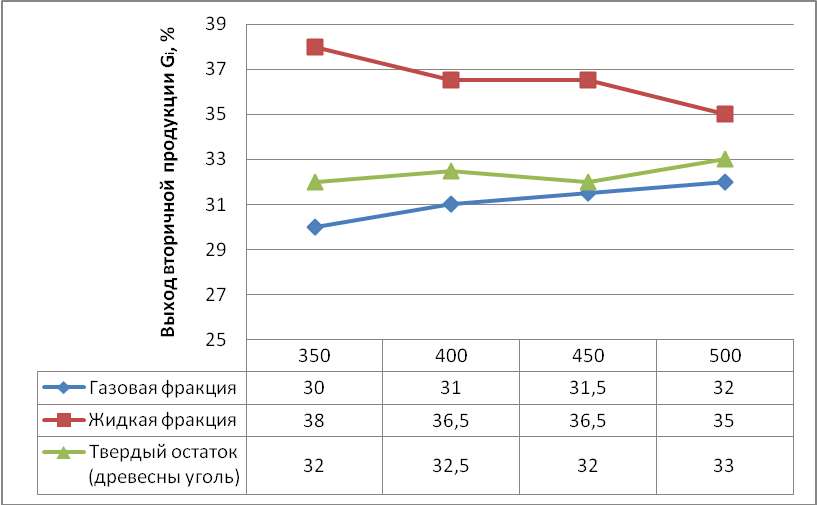 Выход вторичной продукции Gi, %
39
37
35
33
31
29
27
25
350 400 450 500
Газовая фракция 30 31 31,5 32
Жидкая фракция 38 36,5 36,5 35
Твердый остаток
(древесны уголь) 32 32,5 32 33